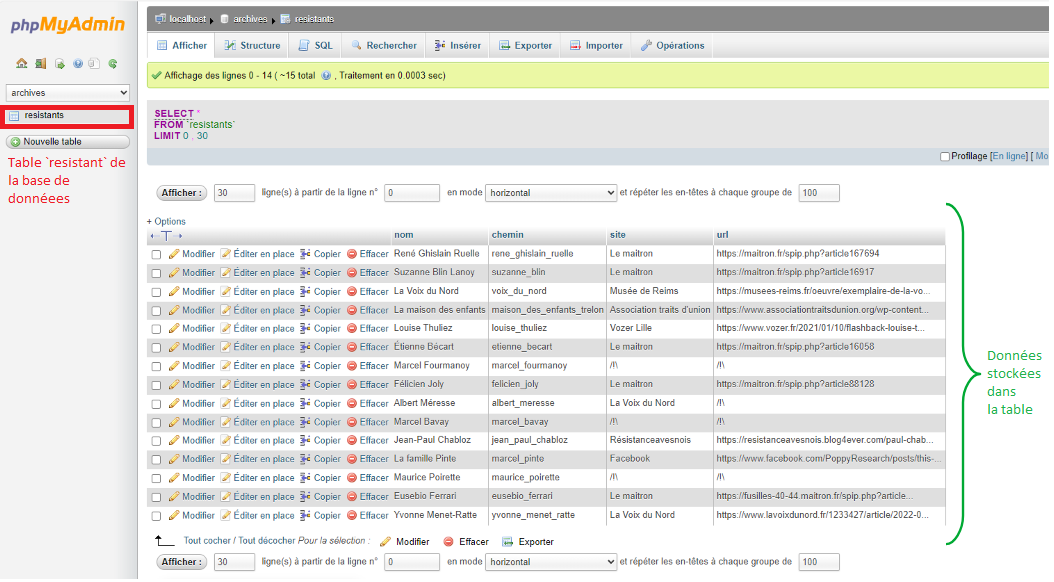 phpMyAdmin
localhost archives resistants
Afficher Structure SQL Rechercher Insérer Exporter Importer Opérations
Affichage des lignes 0 - 14 ( ~15 total , Traitement en 0.0003 sec)
archives
resistants
Nouvelle table
Table `resistant` de
la base de
donnéees
SELECT *
FROM `resistants`
LIMIT 0 , 30
Profilage [En ligne] [ Mo
Afficher : 30 ligne(s) à partir de la ligne n° 0 en mode horizontal et répéter les en-têtes à chaque groupe de 100
+ Options
←T→ nom chemin site url
Modifier Éditer en place Copier Effacer René Ghislain Ruelle rene_ghislain_ruelle Le maitron https://maitron.fr/spip.php?article167694
Modifier Éditer en place Copier Effacer Suzanne Blin Lanoy suzanne_blin Le maitron https://maitron.fr/spip.php?article16917
Modifier Éditer en place Copier Effacer La Voix du Nord voix_du_nord Musée de Reims https://musees-reims.fr/oeuvre/exemplaire-de-la-vo...
Modifier Éditer en place Copier Effacer La maison des enfants maison_des_enfants_trelon Association traits d'union https://www.associationtraitsdunion.org/wp-content...
Modifier Éditer en place Copier Effacer Louise Thuliez louise_thuliez Vozer Lille https://www.vozer.fr/2021/01/10/flashback-louise-t...
Modifier Éditer en place Copier Effacer Étienne Bécart etienne_becart Le maitron https://maitron.fr/spip.php?article16058
Modifier Éditer en place Copier Effacer Marcel Fourmanoy marcel_fourmanoy /!\ /!\
Modifier Éditer en place Copier Effacer Félicien Joly felicien_joly Le maitron https://maitron.fr/spip.php?article88128
Modifier Éditer en place Copier Effacer Albert Méresse albert_meresse La Voix du Nord /!\
Modifier Éditer en place Copier Effacer Marcel Bavay marcel_bavay /!\ /!\
Modifier Éditer en place Copier Effacer Jean-Paul Chabloz jean_paul_chabloz Résistanceavesnois https://resistanceavesnois.blog4ever.com/paul-chab...
Modifier Éditer en place Copier Effacer La famille Pinte marcel_pinte Facebook https://www.facebook.com/PoppyResearch/posts/this-...
Modifier Éditer en place Copier Effacer Maurice Poirette maurice_poirette /!\ /!\
Modifier Éditer en place Copier Effacer Eusebio Ferrari eusebio_ferrari Le maitron https://fusilles-40-44.maitron.fr/spip.php?article...
Modifier Éditer en place Copier Effacer Yvonne Menet-Ratte yvonne_menet_ratte La Voix du Nord https://www.lavoixdunord.fr/1233427/article/2022-0...
Données
stockées
dans
la table
Tout cocher / Tout décocher Pour la sélection : Modifier Effacer Exporter
Afficher : 30 ligne(s) à partir de la ligne n° 0 en mode horizontal et répéter les en-têtes à chaque groupe de 100